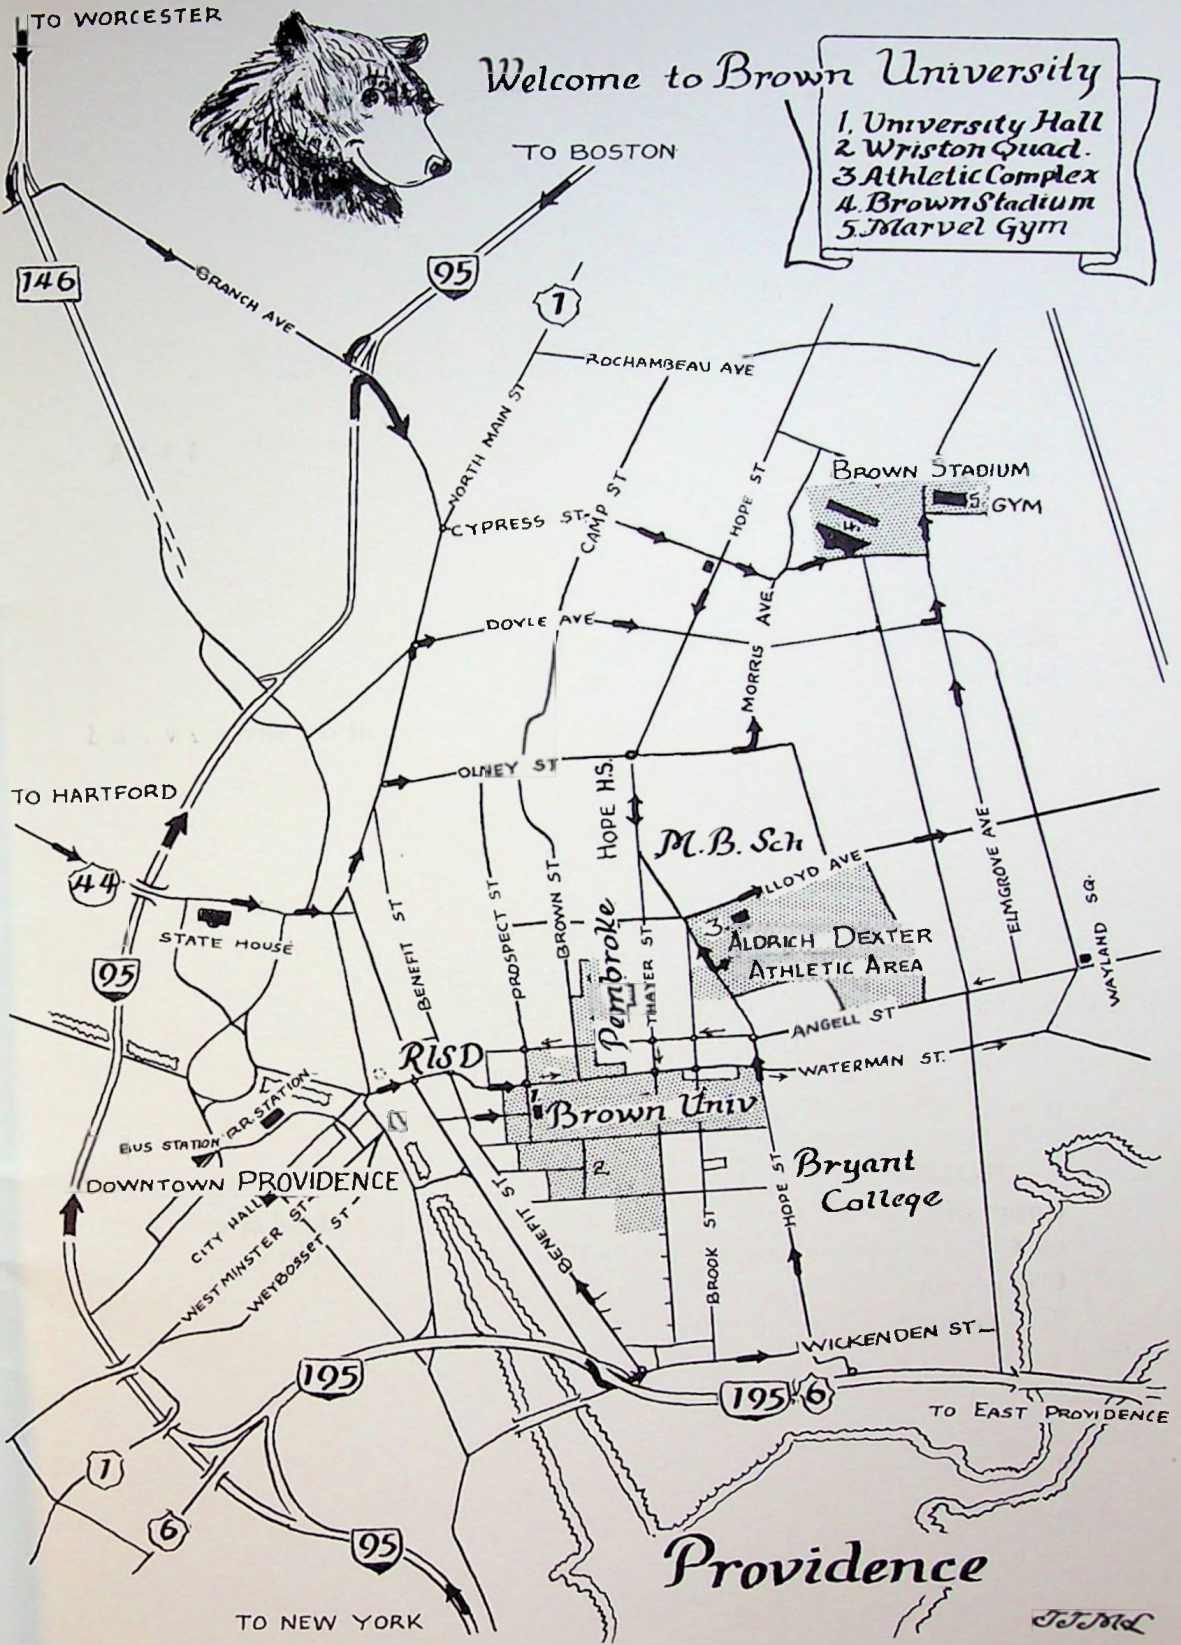 TO WORCESTER
Welcome to Brown University
1. University Hall
2 Wriston Quad.
3 Athletic Complex
4. Brown Stadium
5. Marvel Gym
TO BOSTON
146
95
BRANCH AVE
1
ROCHAMBEAU AVE
NORTH MAIN ST
CAMP ST
HOPE ST
BROWN STADIUM
4.
5.
GYM
CYPRESS ST.
DOYLE AVE
MORRIS AVE.
OLNEY ST
HOPE H.S.
TO HARTFORD
44
M.B. Sch
LLOYD AVE
ELMGROVE AVE
WAYLAND SQ.
STATE HOUSE
BENEFIT ST
PROSPECT ST
BROWN ST
Pembroke
THAYER ST
3.
ALDRICH DEXTER
ATHLETIC AREA
95
ANGELL ST
RISD
WATERMAN ST.
R.R. STATION
BUS STATION
1
Brown Univ
2
DOWNTOWN PROVIDENCE
Bryant
College
CITY HALL
WESTMINSTER ST
WEYBOSSET ST
BENEFIT ST
BROOK ST
HOPE ST
WICKENDEN ST
195
195
6
TO EAST PROVIDENCE
1
6
95
Providence
TO NEW YORK